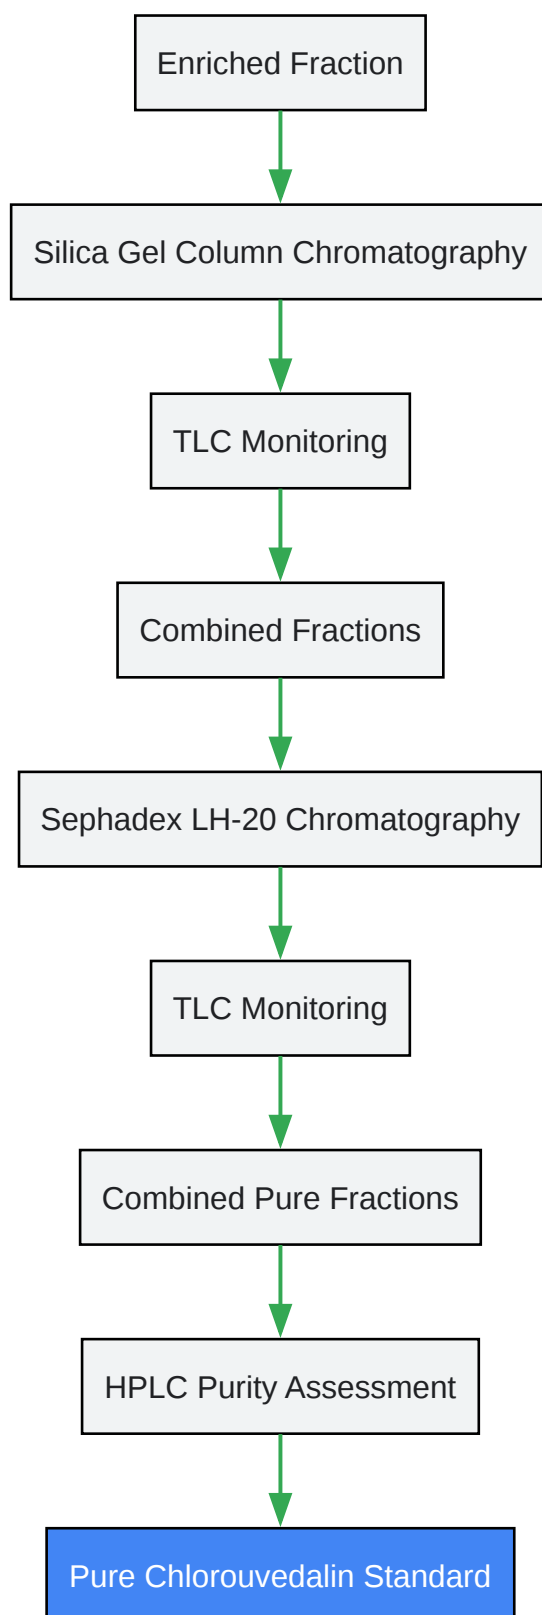 Enriched Fraction
Silica Gel Column Chromatography
TLC Monitoring
Combined Fractions
Sephadex LH-20 Chromatography
TLC Monitoring
Combined Pure Fractions
HPLC Purity Assessment
Pure Chlorouvedalin Standard